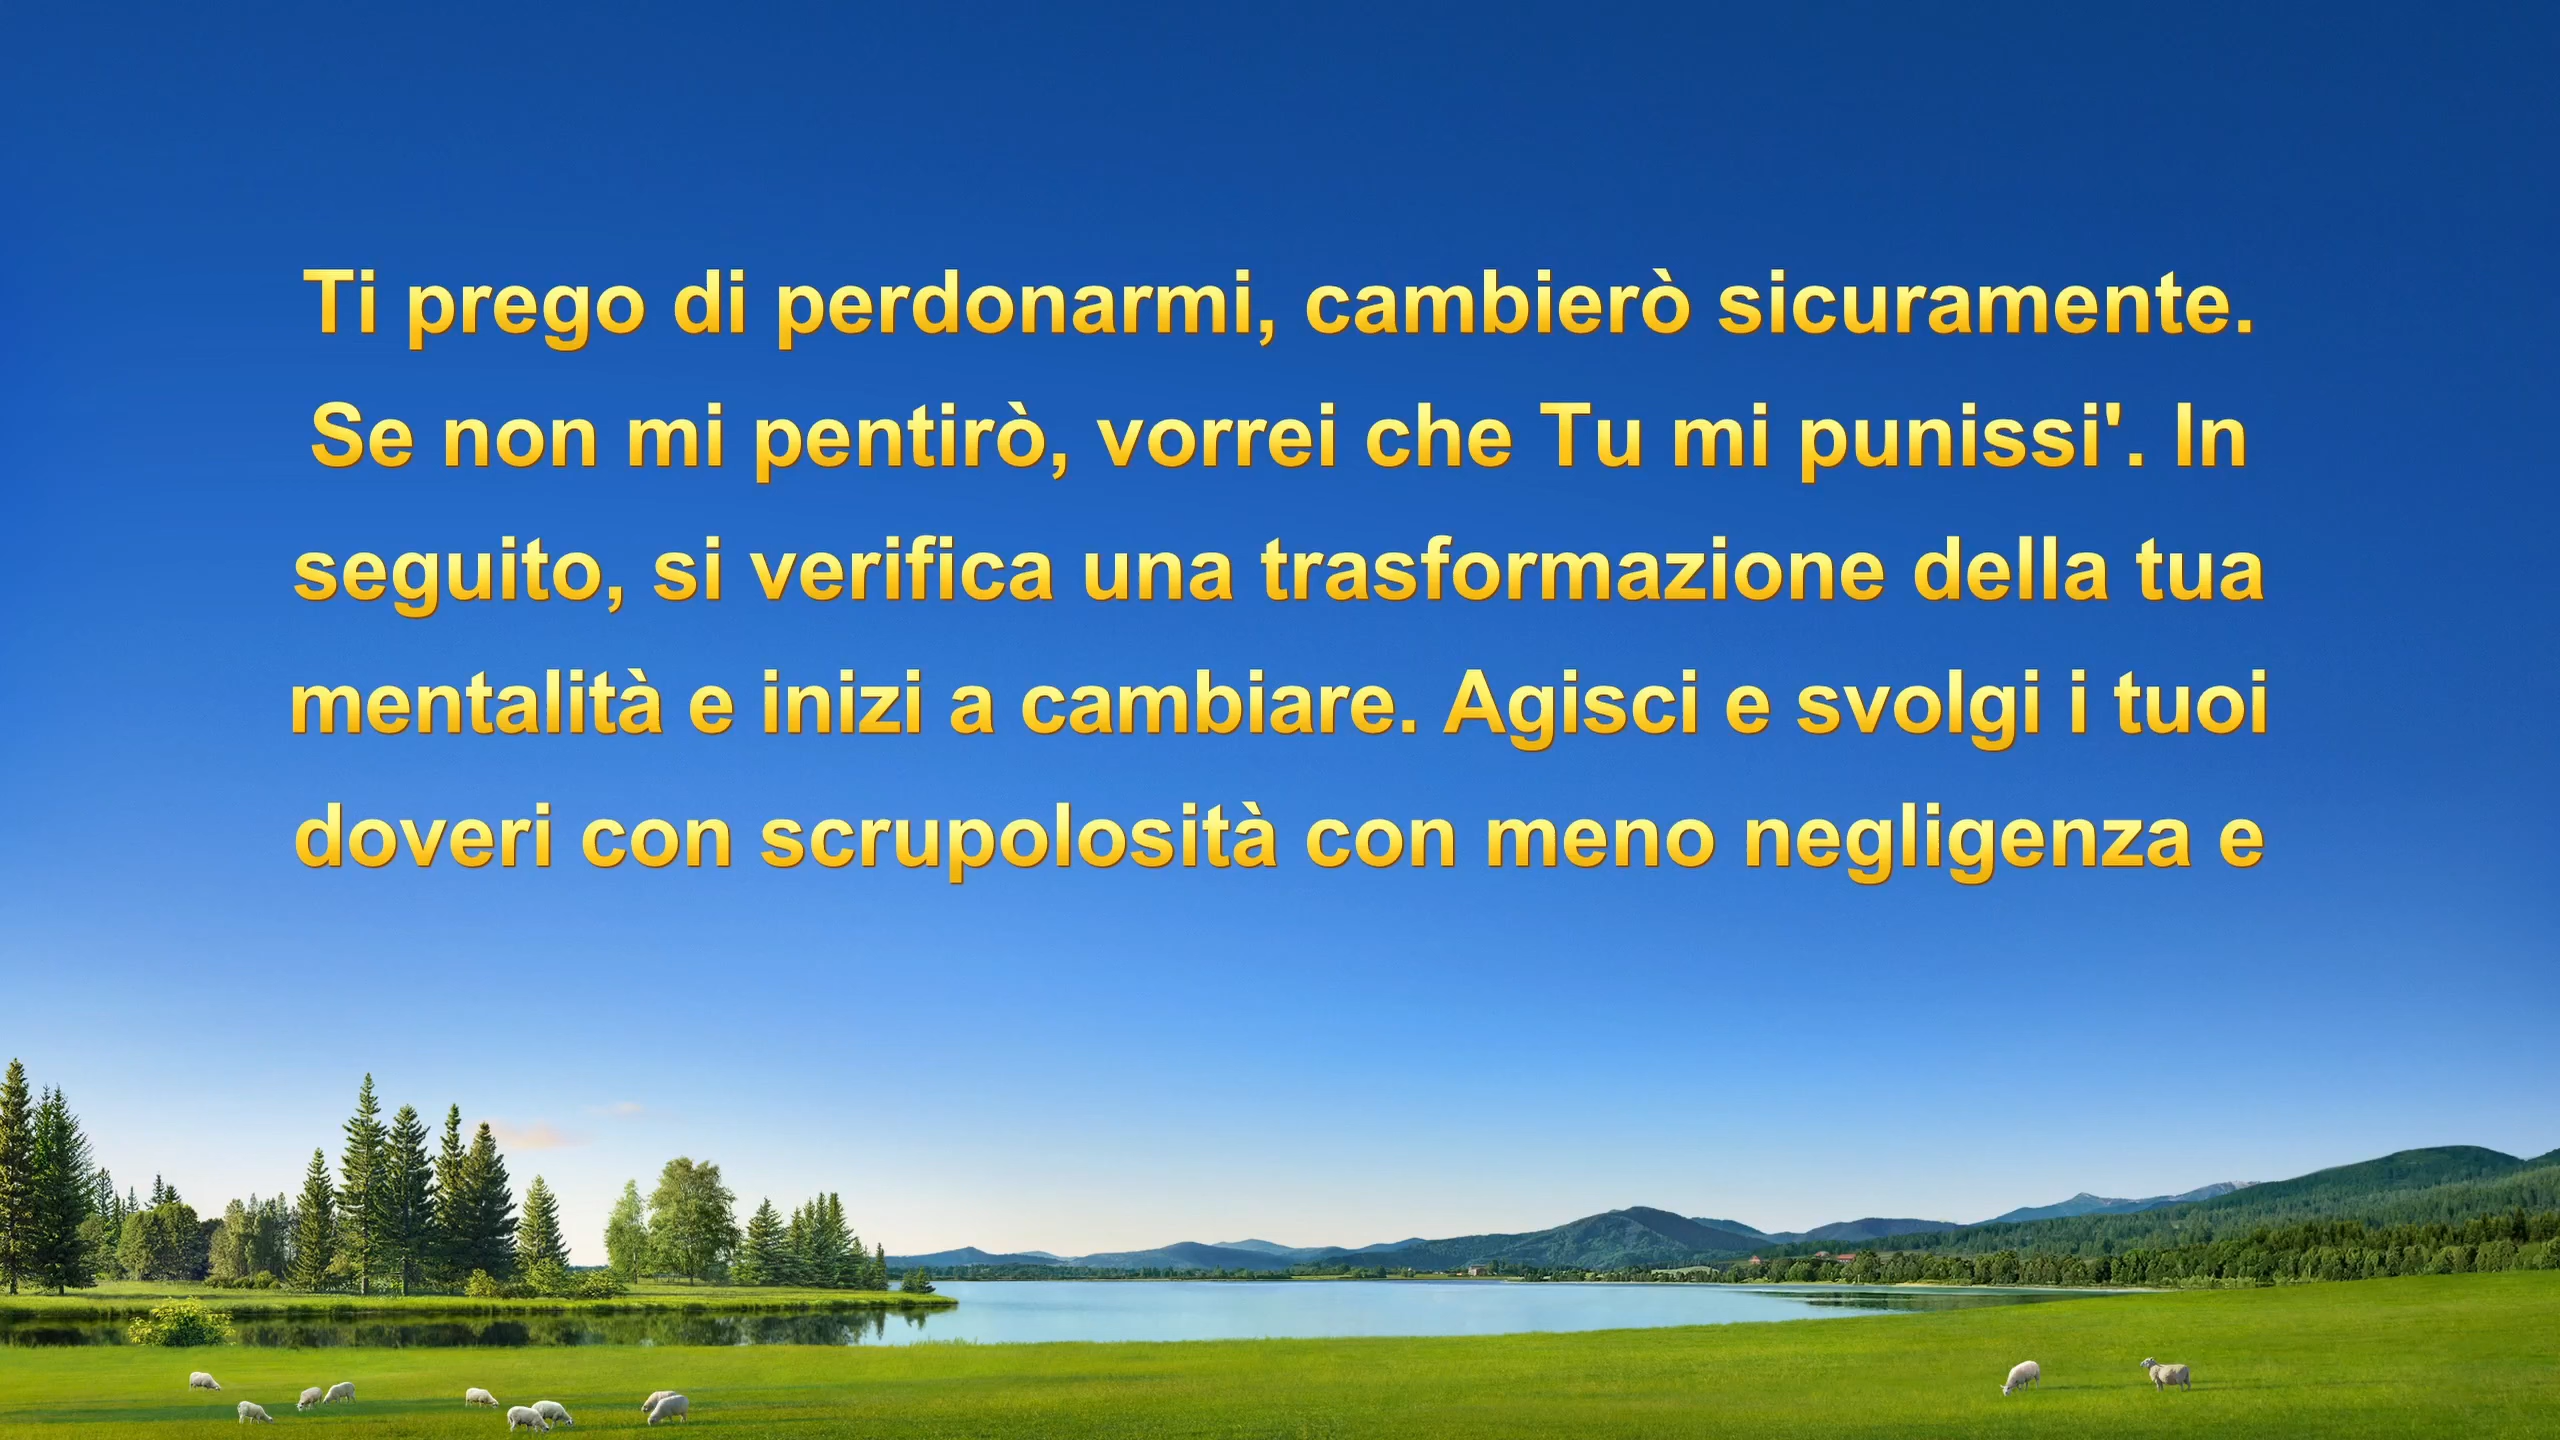 Ti prego di perdonarmi, cambierò sicuramente.
Se non mi pentirò, vorrei che Tu mi punissi'. In
seguito, si verifica una trasformazione della tua
mentalità e inizi a cambiare. Agisci e svolgi i tuoi
doveri con scrupolosità con meno negligenza e